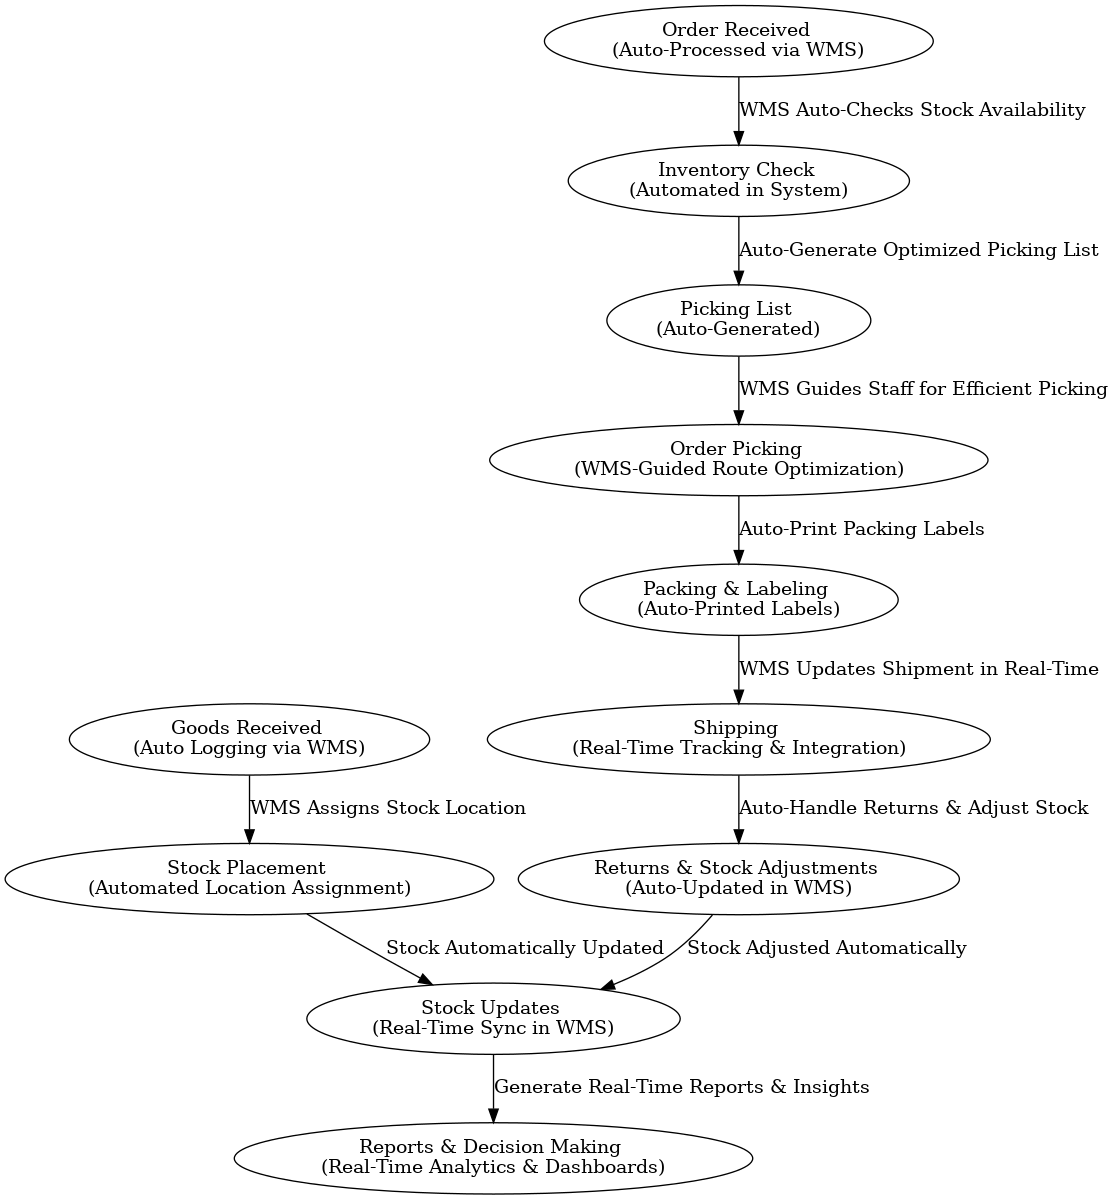 Order Received
(Auto-Processed via WMS)
WMS Auto-Checks Stock Availability
Inventory Check
(Automated in System)
Auto-Generate Optimized Picking List
Picking List
(Auto-Generated)
WMS Guides Staff for Efficient Picking
Order Picking
(WMS-Guided Route Optimization)
Auto-Print Packing Labels
Packing & Labeling
(Auto-Printed Labels)
WMS Updates Shipment in Real-Time
Goods Received
(Auto Logging via WMS)
Shipping
(Real-Time Tracking & Integration)
WMS Assigns Stock Location
Auto-Handle Returns & Adjust Stock
Stock Placement
(Automated Location Assignment)
Returns & Stock Adjustments
(Auto-Updated in WMS)
Stock Automatically Updated
Stock Adjusted Automatically
Stock Updates
(Real-Time Sync in WMS)
Generate Real-Time Reports & Insights
Reports & Decision Making
(Real-Time Analytics & Dashboards)